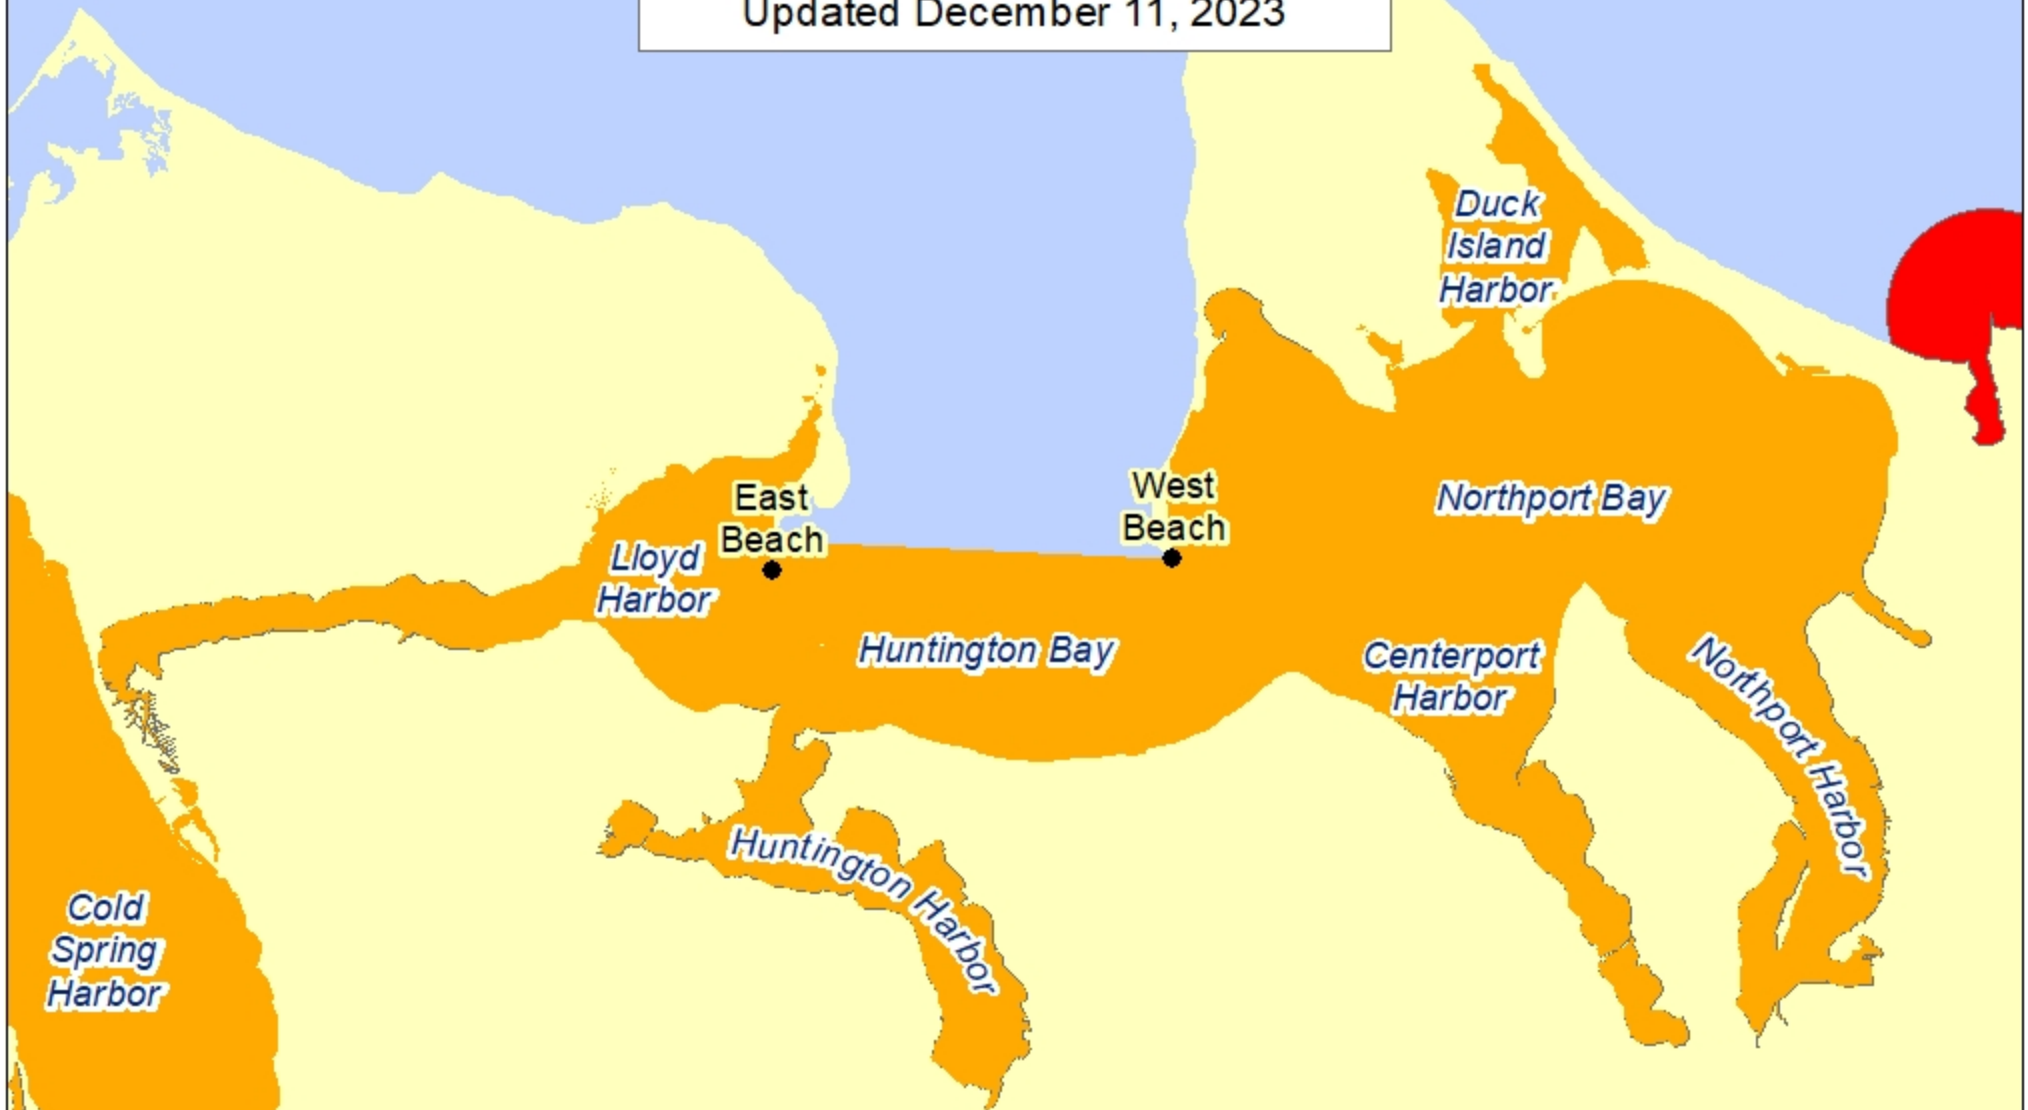 Updated December 11, 2023
Duck
Island
Harbor
East
Beach
West
Beach
Northport Bay
Lloyd
Harbor
Huntington Bay
Centerport
Harbor
Northport Harbor
Huntington Harbor
Cold
Spring
Harbor